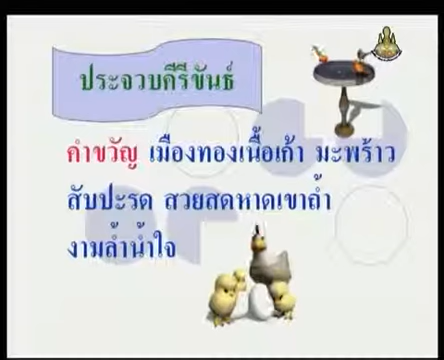 ประจวบคีรีขันธ์
คำขวัญ เมืองทองเนื้อเก้า มะพร้าว
สับปะรด สวยสดหาดเขาถ้ำ
งามล้ำน้ำใจ